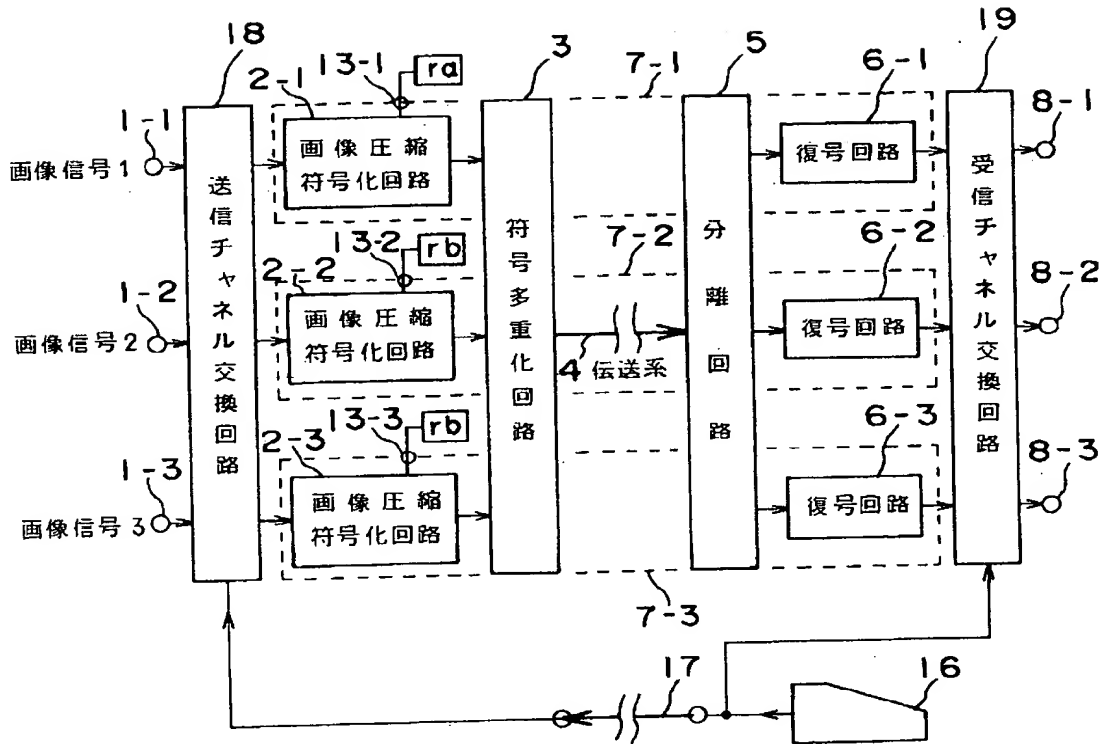 18
13-1
ra
3
7-1
5
6-1
19
2-1
1-1
8-1
画像信号1
画像圧縮
符号化回路
復号回路
送信チャネル交換回路
符号多重化回路
分離回路
受信チャネル交換回路
13-2
rb
7-2
6-2
2-2
1-2
8-2
画像信号2
画像圧縮
符号化回路
4 伝送系
復号回路
13-3
rb
6-3
2-3
1-3
8-3
画像信号3
画像圧縮
符号化回路
復号回路
7-3
17
16